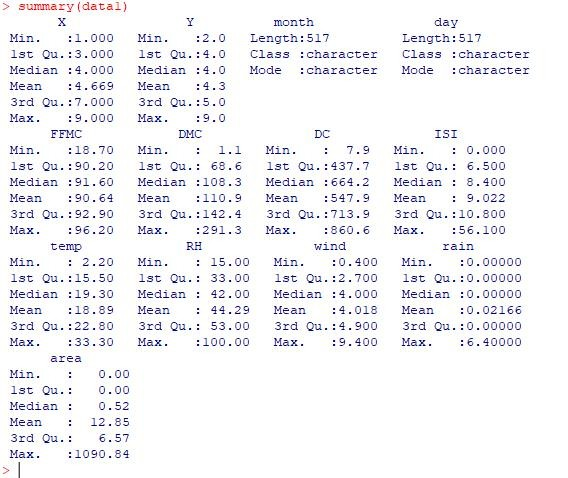 > summary(data1)
X Y month day
Min. :1.000 Min. :2.0 Length:517 Length:517
1st Qu.:3.000 1st Qu.:4.0 Class :character Class :character
Median :4.000 Median :4.0 Mode :character Mode :character
Mean :4.669 Mean :4.3
3rd Qu.:7.000 3rd Qu.:5.0
Max. :9.000 Max. :9.0
FFMC DMC DC ISI
Min. :18.70 Min. : 1.1 Min. : 7.9 Min. : 0.000
1st Qu.:90.20 1st Qu.: 68.6 1st Qu.:437.7 1st Qu.: 6.500
Median :91.60 Median :108.3 Median :664.2 Median : 8.400
Mean :90.64 Mean :110.9 Mean :547.9 Mean : 9.022
3rd Qu.:92.90 3rd Qu.:142.4 3rd Qu.:713.9 3rd Qu.:10.800
Max. :96.20 Max. :291.3 Max. :860.6 Max. :56.100
temp RH wind rain
Min. : 2.20 Min. : 15.00 Min. :0.400 Min. :0.00000
1st Qu.:15.50 1st Qu.: 33.00 1st Qu.:2.700 1st Qu.:0.00000
Median :19.30 Median : 42.00 Median :4.000 Median :0.00000
Mean :18.89 Mean : 44.29 Mean :4.018 Mean :0.02166
3rd Qu.:22.80 3rd Qu.: 53.00 3rd Qu.:4.900 3rd Qu.:0.00000
Max. :33.30 Max. :100.00 Max. :9.400 Max. :6.40000
area
Min. : 0.00
1st Qu.: 0.00
Median : 0.52
Mean : 12.85
3rd Qu.: 6.57
Max. :1090.84
>